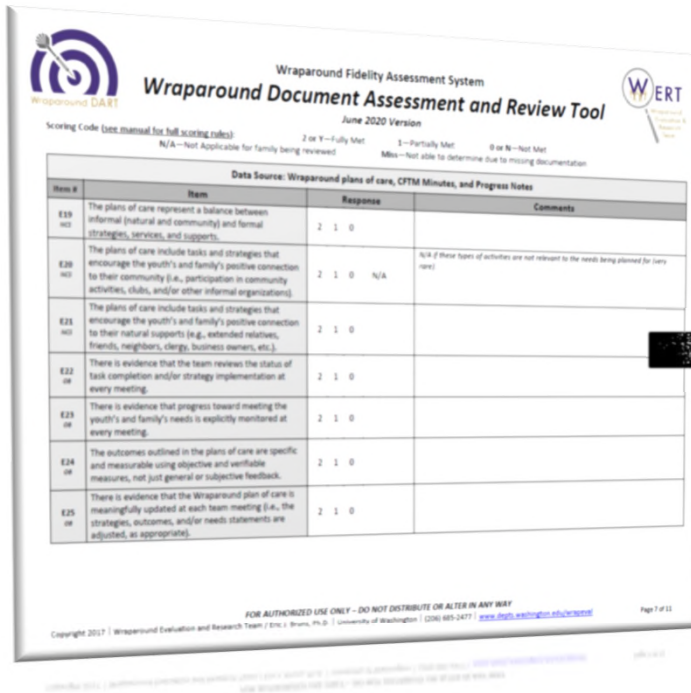 Wraparound DART
Wraparound Fidelity Assessment System
Wraparound Document Assessment and Review Tool
June 2020 Version
WERT
Wraparound
Evaluation &
Research
Team
Scoring Code (see manual for full scoring rules): 2 or Y—Fully Met 1—Partially Met 0 or N—Not Met
N/A—Not Applicable for family being reviewed Miss—Not able to determine due to missing documentation
Data Source: Wraparound plans of care, CFTM Minutes, and Progress Notes
Item # Item Response Comments
E19
The plans of care represent a balance between
informal (natural and community) and formal
strategies, services, and supports.
2 1 0
E20
The plans of care include tasks and strategies that
encourage the youth's and family's positive connection
to their community (i.e., participation in community
activities, clubs, and/or other informal organizations).
2 1 0 N/A
N/A if these types of activities are not relevant to the needs being planned for (very
rare)
E21
The plans of care include tasks and strategies that
encourage the youth's and family's positive connection
to their natural supports (e.g., extended relatives,
friends, neighbors, clergy, business owners, etc.).
2 1 0
E22
OB
There is evidence that the team reviews the status of
task completion and/or strategy implementation at
every meeting.
2 1 0
E23
OB
There is evidence that progress toward meeting the
youth's and family's needs is explicitly monitored at
every meeting.
2 1 0
E24
OB
The outcomes outlined in the plans of care are specific
and measurable using objective and verifiable
measures, not just general or subjective feedback.
2 1 0
E25
OB
There is evidence that the Wraparound plan of care is
meaningfully updated at each team meeting (i.e., the
strategies, outcomes, and/or needs statements are
adjusted, as appropriate).
2 1 0
FOR AUTHORIZED USE ONLY – DO NOT DISTRIBUTE OR ALTER IN ANY WAY
Copyright 2017 | Wraparound Evaluation and Research Team / Eric J. Bruns, Ph.D. | University of Washington | (206) 685-2477 | www.depts.washington.edu/wrapeval
Page 7 of 11